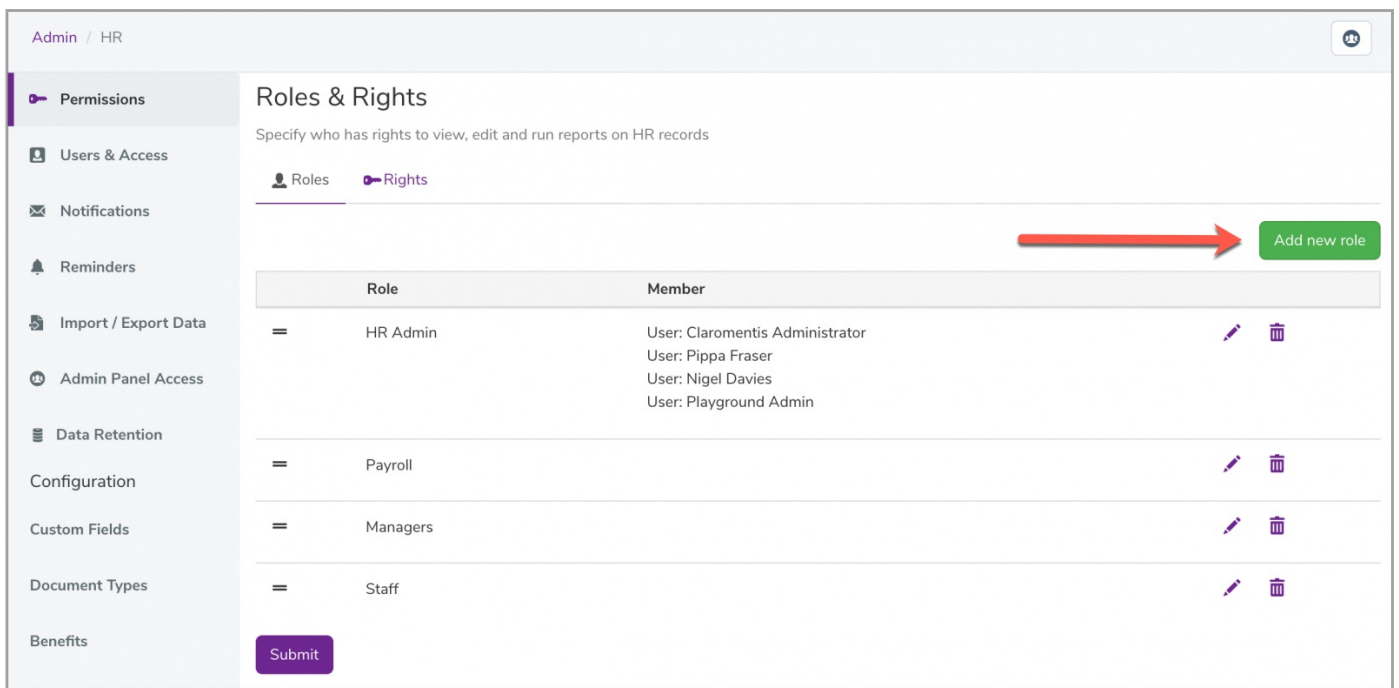 Admin / HR
Permissions
Users & Access
Notifications
Reminders
Import / Export Data
Admin Panel Access
Data Retention
Configuration
Custom Fields
Document Types
Benefits
Roles & Rights
Specify who has rights to view, edit and run reports on HR records
Roles Rights
Add new role
Role Member
HR Admin User: Claromentis Administrator
User: Pippa Fraser
User: Nigel Davies
User: Playground Admin
Payroll
Managers
Staff
Submit